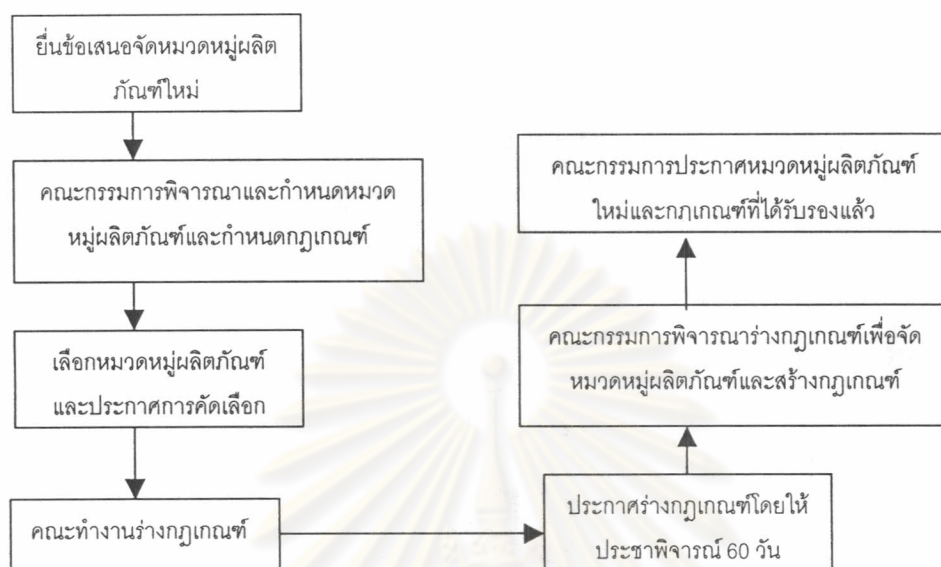 ยื่นข้อเสนอจัดหมวดหมู่ผลิต
ภัณฑ์ใหม่
คณะกรรมการพิจารณาและกำหนดหมวด
หมู่ผลิตภัณฑ์และกำหนดกฎเกณฑ์
เลือกหมวดหมู่ผลิตภัณฑ์
และประกาศการคัดเลือก
คณะทำงานร่างกฎเกณฑ์
ประกาศร่างกฎเกณฑ์โดยให้
ประชาพิจารณ์ 60 วัน
คณะกรรมการพิจารณาร่างกฎเกณฑ์เพื่อจัด
หมวดหมู่ผลิตภัณฑ์และสร้างกฎเกณฑ์
คณะกรรมการประกาศหมวดหมู่ผลิตภัณฑ์
ใหม่และกฎเกณฑ์ที่ได้รับรองแล้ว